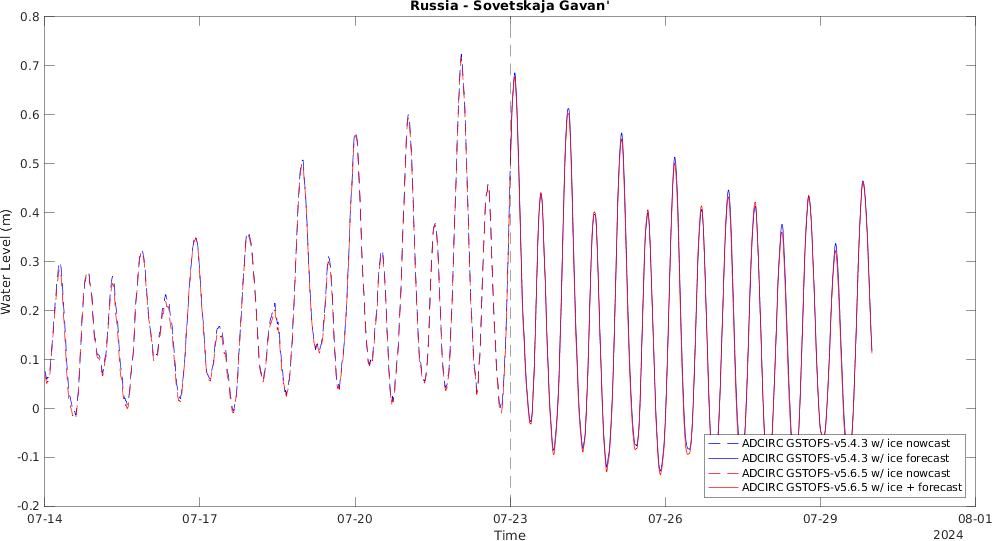 Russia - Sovetskaja Gavan'
0.8
0.7
0.6
0.5
0.4
0.3
0.2
0.1
0
-0.1
-0.2
Water Level (m)
07-14 07-17 07-20 07-23 07-26 07-29 08-01
Time
2024
ADCIRC GSTOFS-v5.4.3 w/ ice nowcast
ADCIRC GSTOFS-v5.4.3 w/ ice forecast
ADCIRC GSTOFS-v5.6.5 w/ ice nowcast
ADCIRC GSTOFS-v5.6.5 w/ ice + forecast